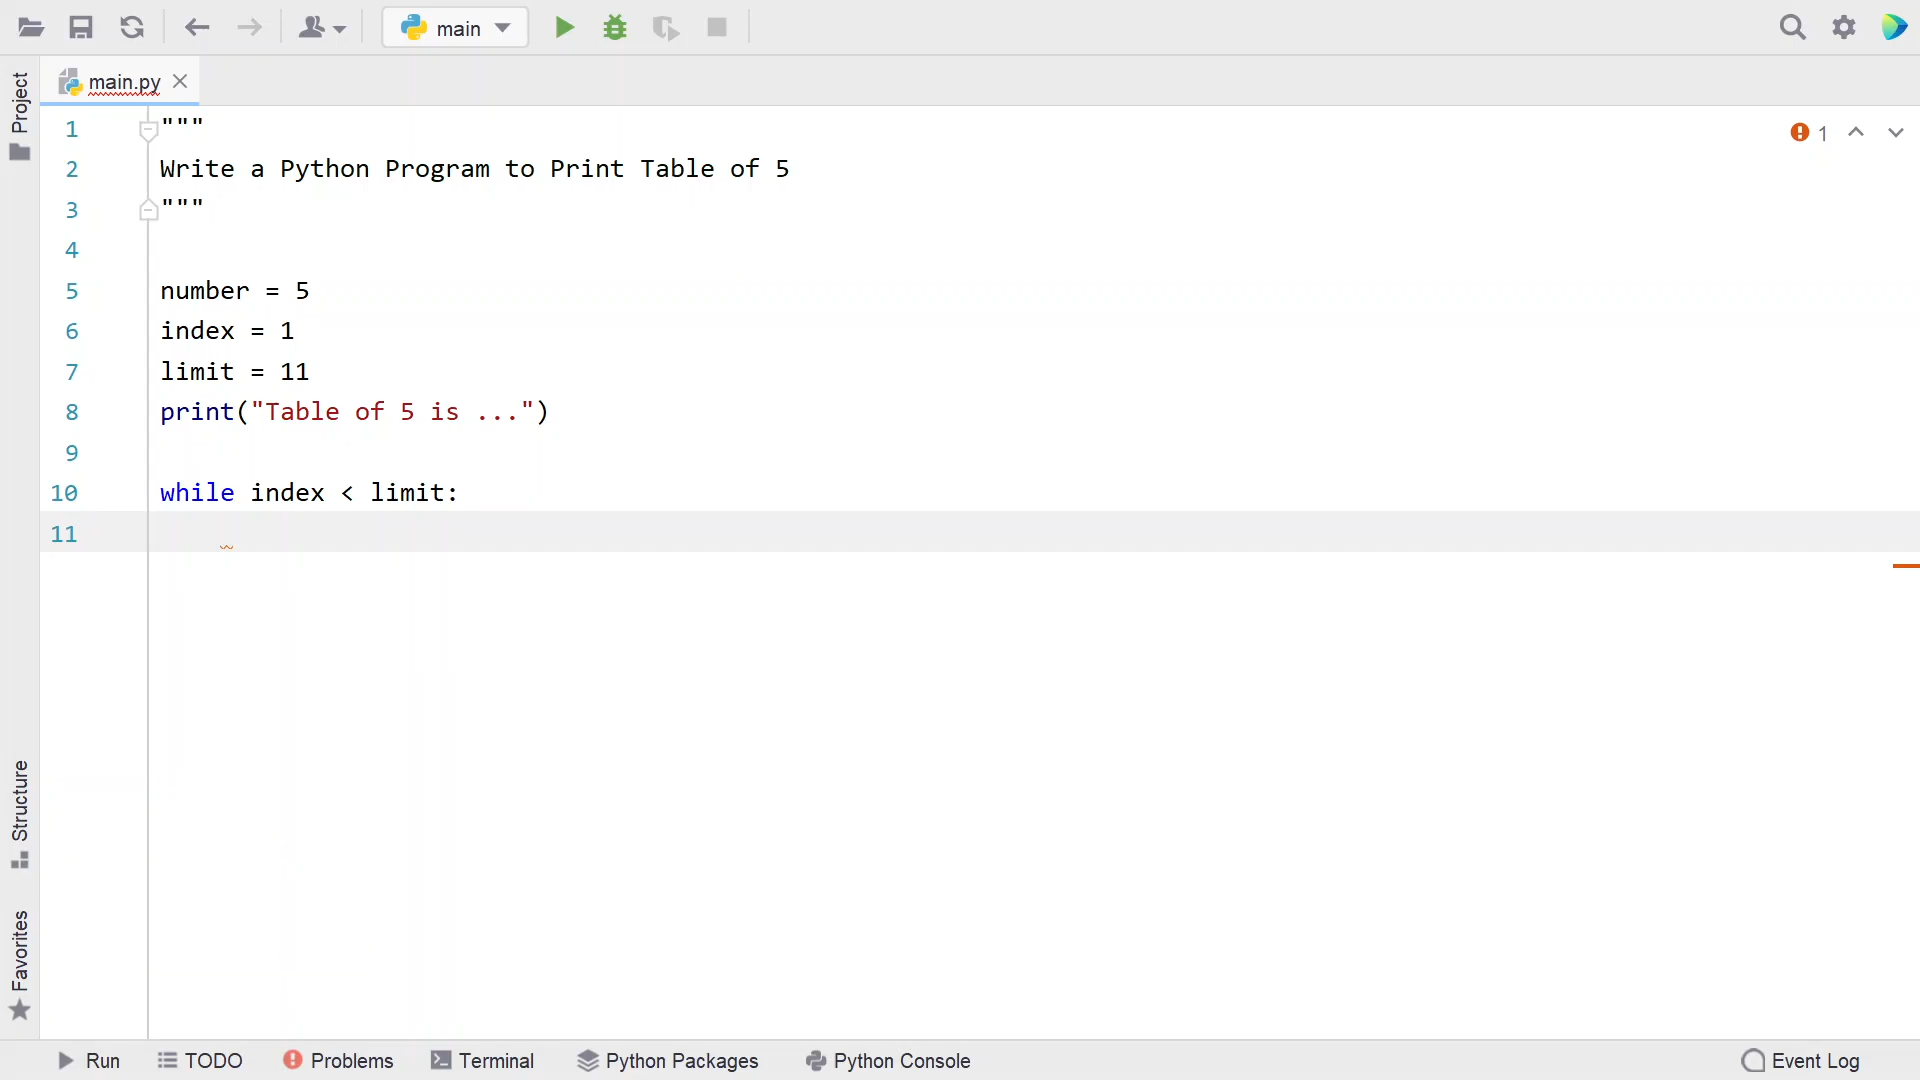 main
Project
main.py
1 """
2 Write a Python Program to Print Table of 5
3 """
4
5 number = 5
6 index = 1
7 limit = 11
8 print("Table of 5 is ...")
9
10 while index < limit:
11
1
Structure
Favorites
Run TODO Problems Terminal Python Packages Python Console Event Log